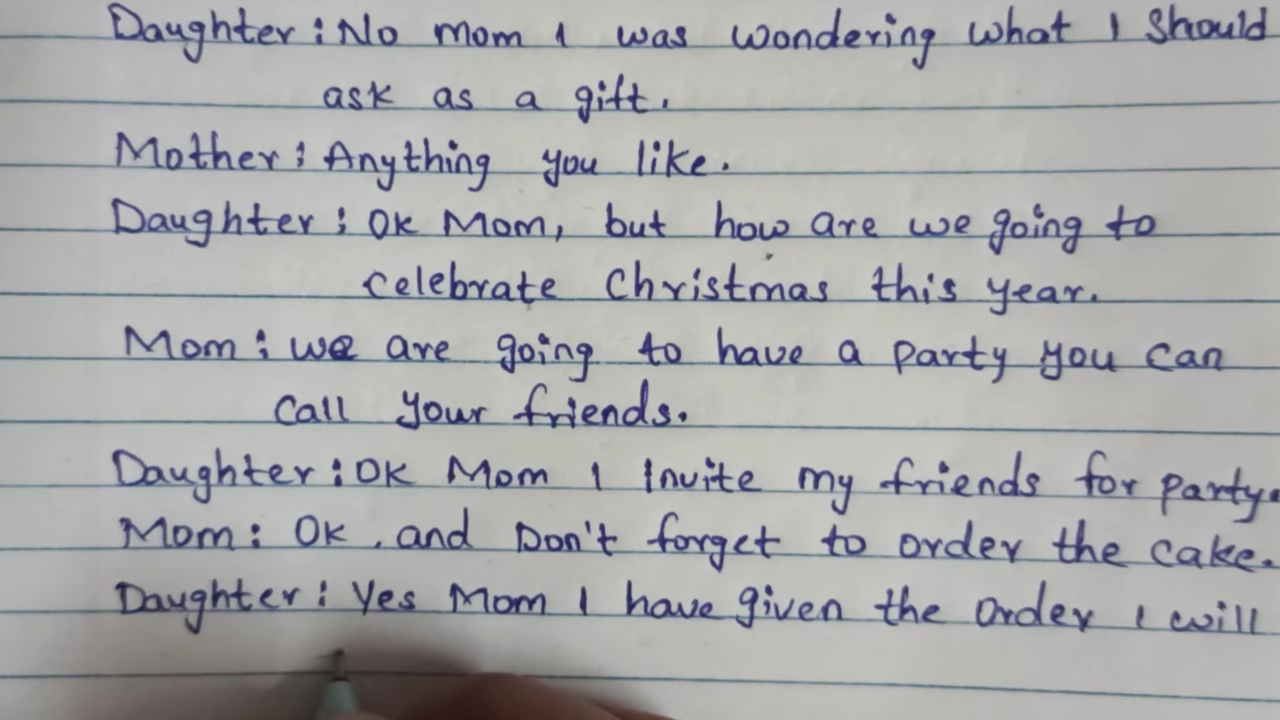 Daughter : No mom I was wondering what I should
ask as a gift.
Mother : Anything you like.
Daughter : OK Mom, but how are we going to
celebrate christmas this year.
Mom : we are going to have a party you can
call your friends.
Daughter : OK Mom I Invite my friends for party.
Mom : Ok , and Don't forget to order the cake.
Daughter : Yes Mom I have given the order I will